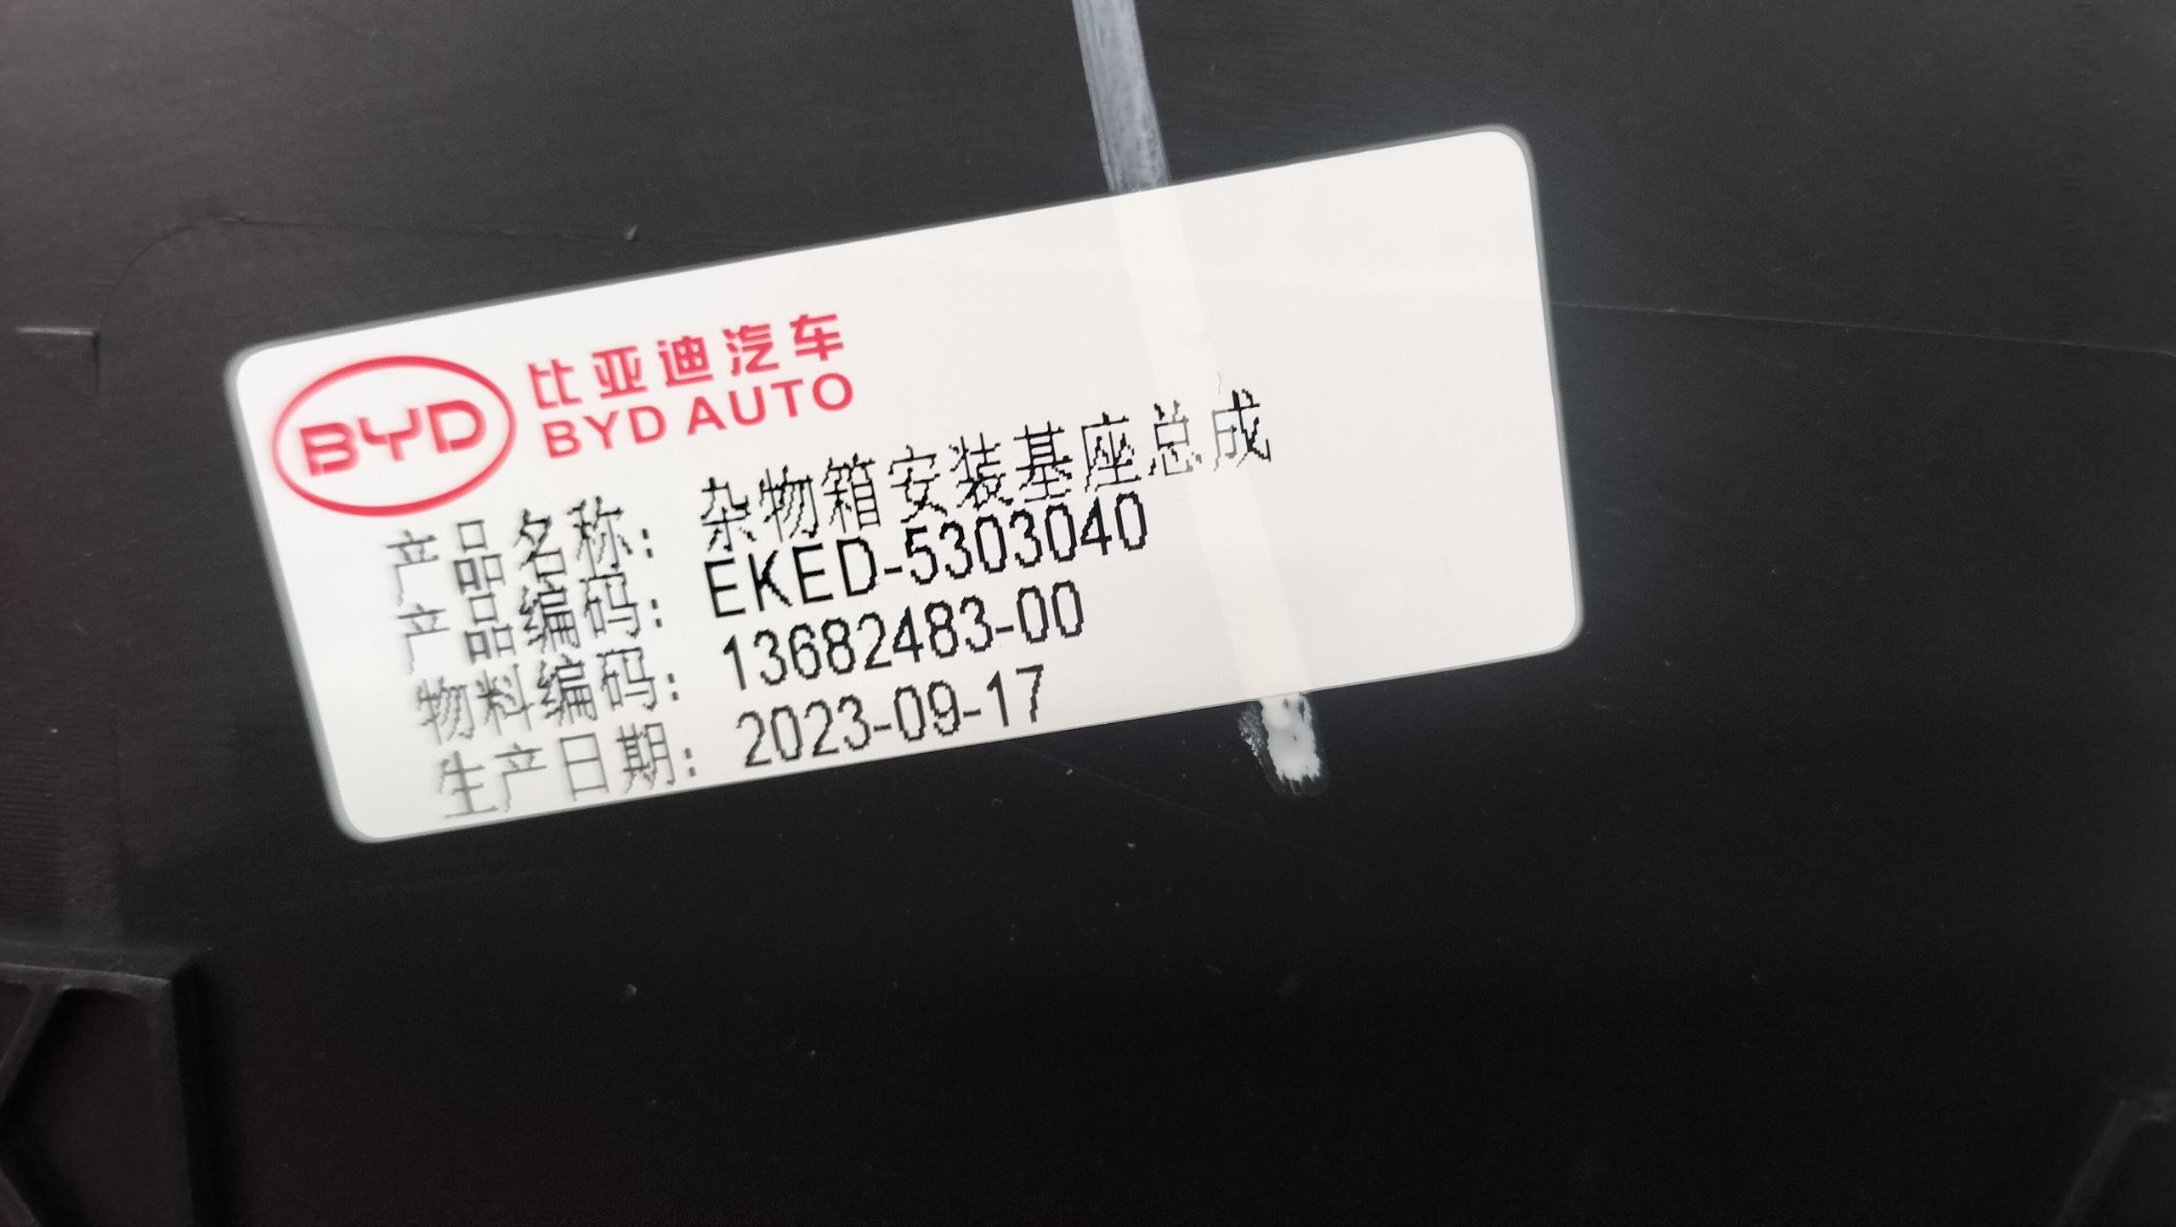 BYD
比亚迪汽车
BYD AUTO
产品名称: 杂物箱安装基座总成
产品编码: EKED-5303040
物料编码: 13682483-00
生产日期: 2023-09-17